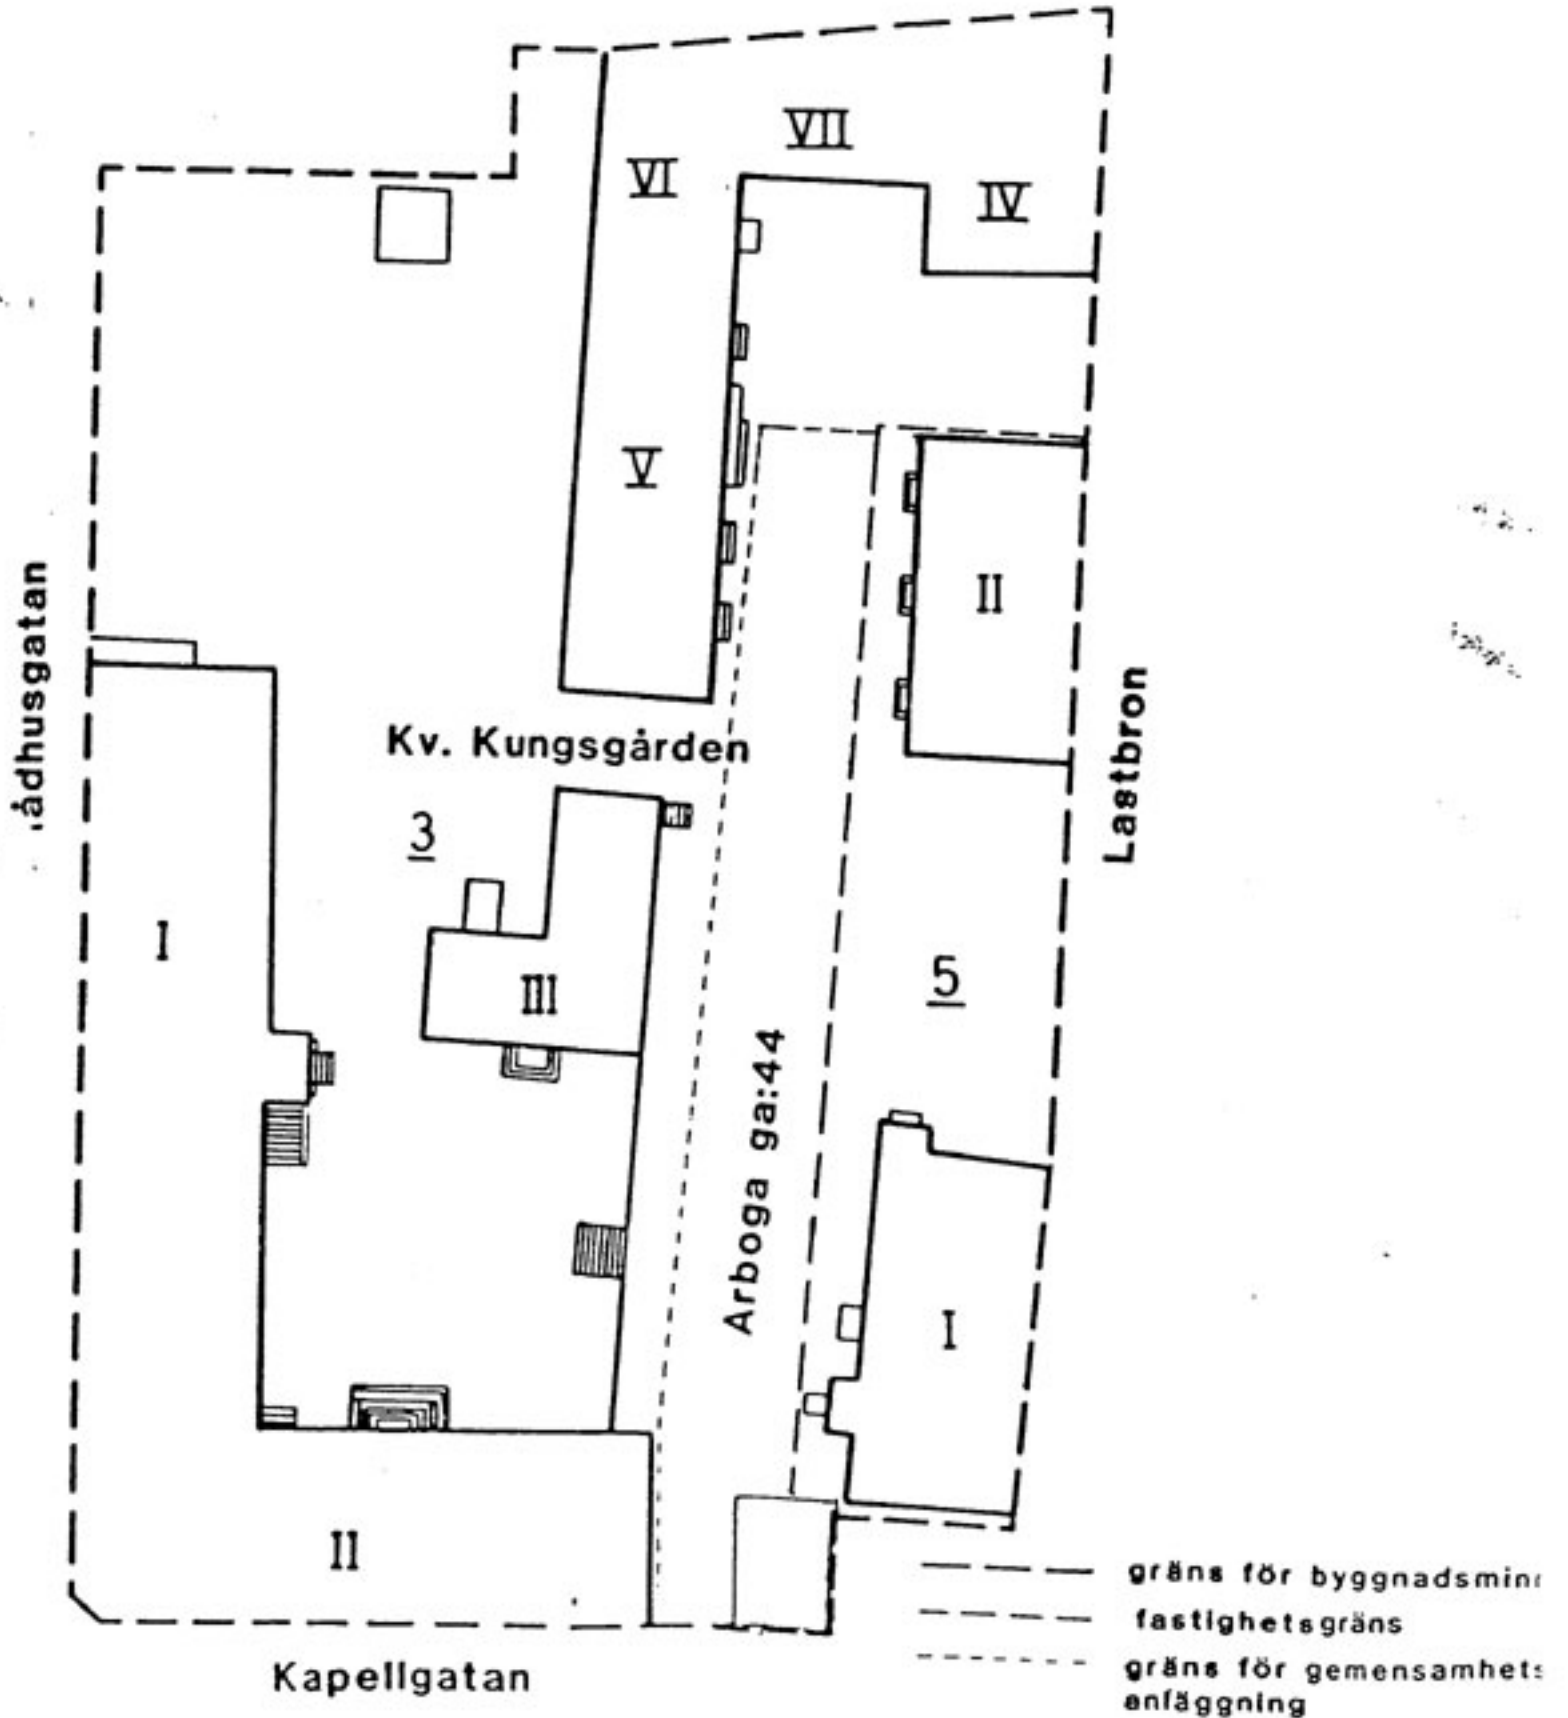 VII
VI
IV
V
II
ådhusgatan
Kv. Kungsgården
Lastbron
3
I
III
5
Arboga ga:44
I
II
gräns för byggnadsmin
fastighetsgräns
gräns för gemensamhets
anläggning
Kapellgatan